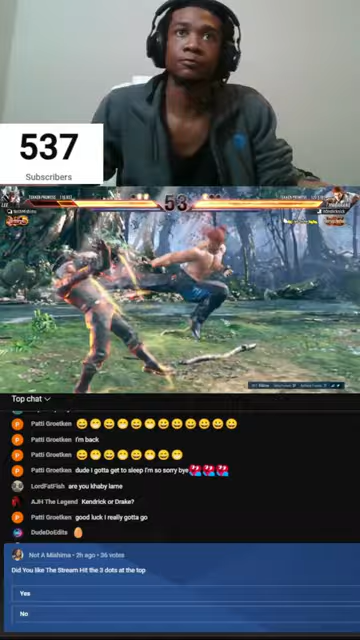 537
Subscribers
LEE
53
Top chat
Patti Groetken
Patti Groetken I'm back
Patti Groetken
Patti Groetken dude I gotta get to sleep I'm so sorry bye
LordFatFish are you khaby lame
AJH The Legend Kendrick or Drake?
Patti Groetken good luck I really gotta go
DudeDoEdits
Not A Mishima • 2h ago • 36 votes
Did You like The Stream Hit the 3 dots at the top
Yes
No